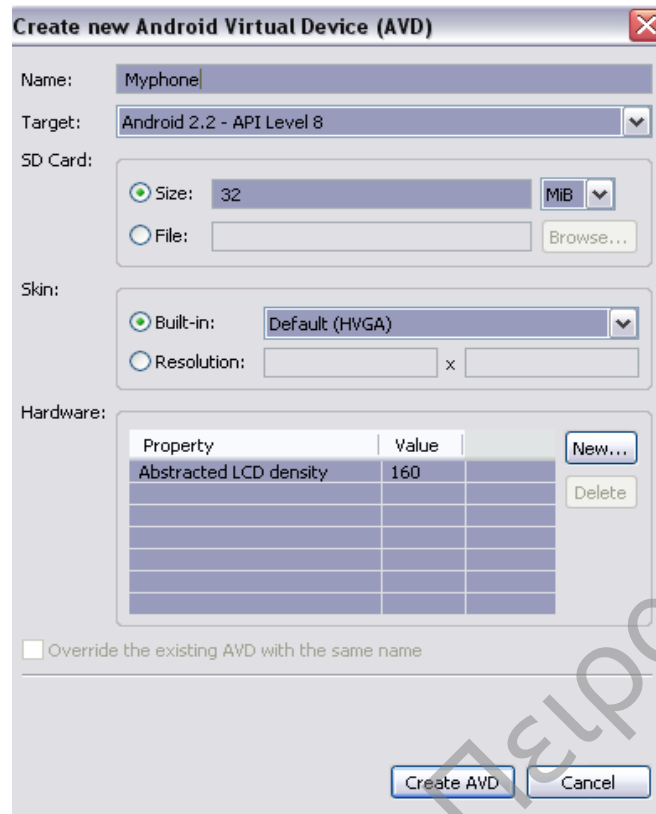 Create new Android Virtual Device (AVD)
Name: Myphone
Target: Android 2.2 - API Level 8
SD Card:
Size: 32 MiB
File: Browse...
Skin:
Built-in: Default (HVGA)
Resolution: x
Hardware:
Property Value New...
Abstracted LCD density 160
Delete
Override the existing AVD with the same name
Create AVD Cancel